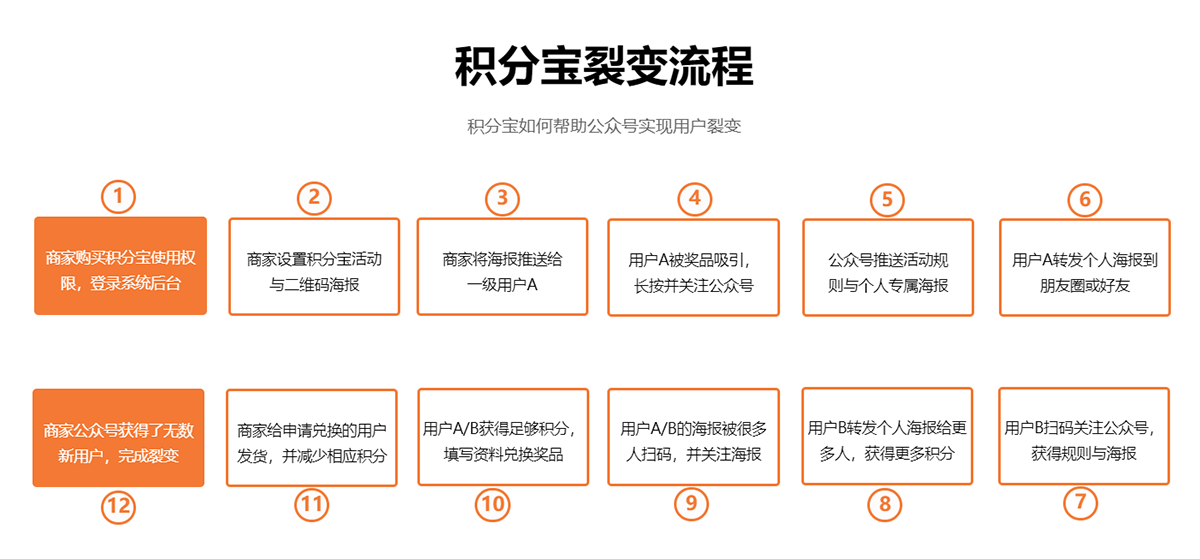 积分宝裂变流程
积分宝如何帮助公众号实现用户裂变
1
商家购买积分宝使用权
限，登录系统后台
2
商家设置积分宝活动
与二维码海报
3
商家将海报推送给
一级用户A
4
用户A被奖品吸引，
长按并关注公众号
5
公众号推送活动规
则与个人专属海报
6
用户A转发个人海报到
朋友圈或好友
7
用户B扫码关注公众号，
获得规则与海报
8
用户B转发个人海报给更
多人，获得更多积分
9
用户A/B的海报被很多
人扫码，并关注海报
10
用户A/B获得足够积分，
填写资料兑换奖品
11
商家给申请兑换的用户
发货，并减少相应积分
12
商家公众号获得了无数
新用户，完成裂变